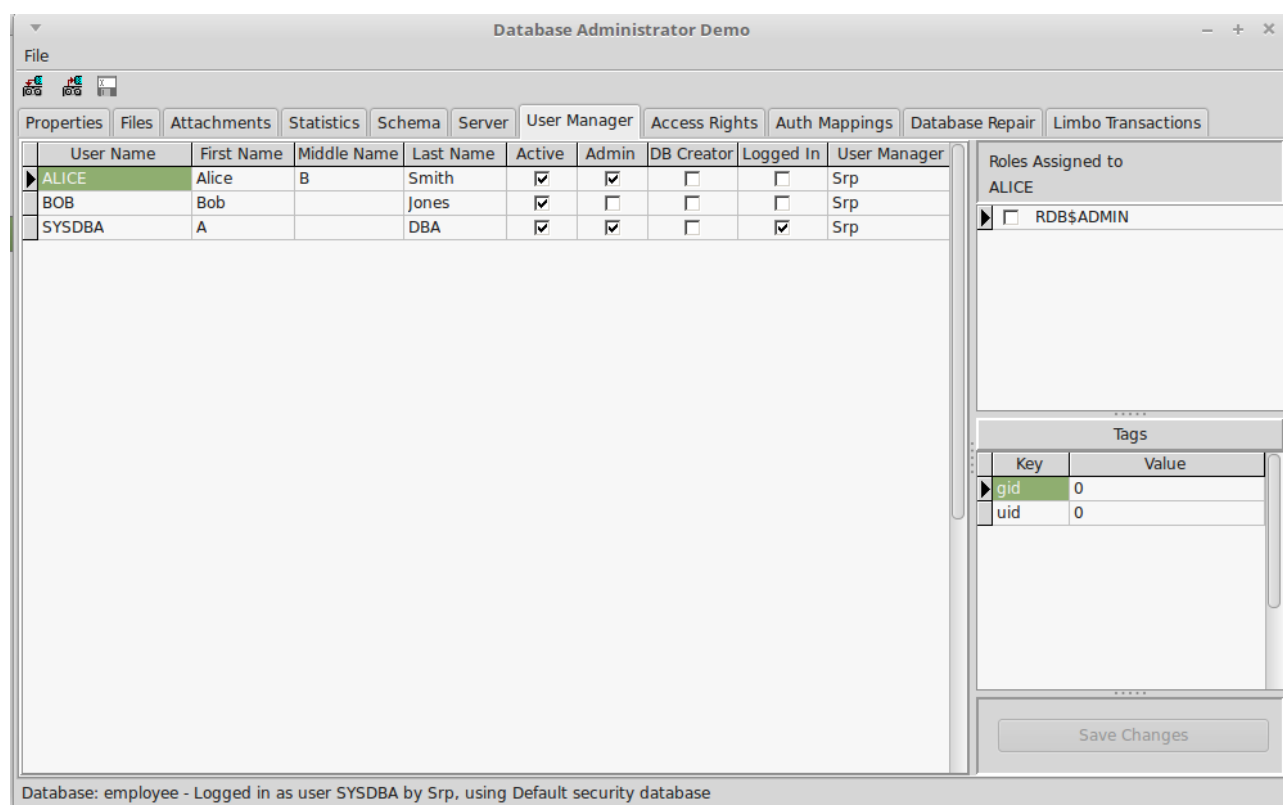 Database Administrator Demo
File
Properties Files Attachments Statistics Schema Server User Manager Access Rights Auth Mappings Database Repair Limbo Transactions
User Name First Name Middle Name Last Name Active Admin DB Creator Logged In User Manager
ALICE Alice B Smith Srp
BOB Bob Jones Srp
SYSDBA A DBA Srp
Roles Assigned to
ALICE
RDB$ADMIN
Tags
Key Value
gid 0
uid 0
Save Changes
Database: employee - Logged in as user SYSDBA by Srp, using Default security database